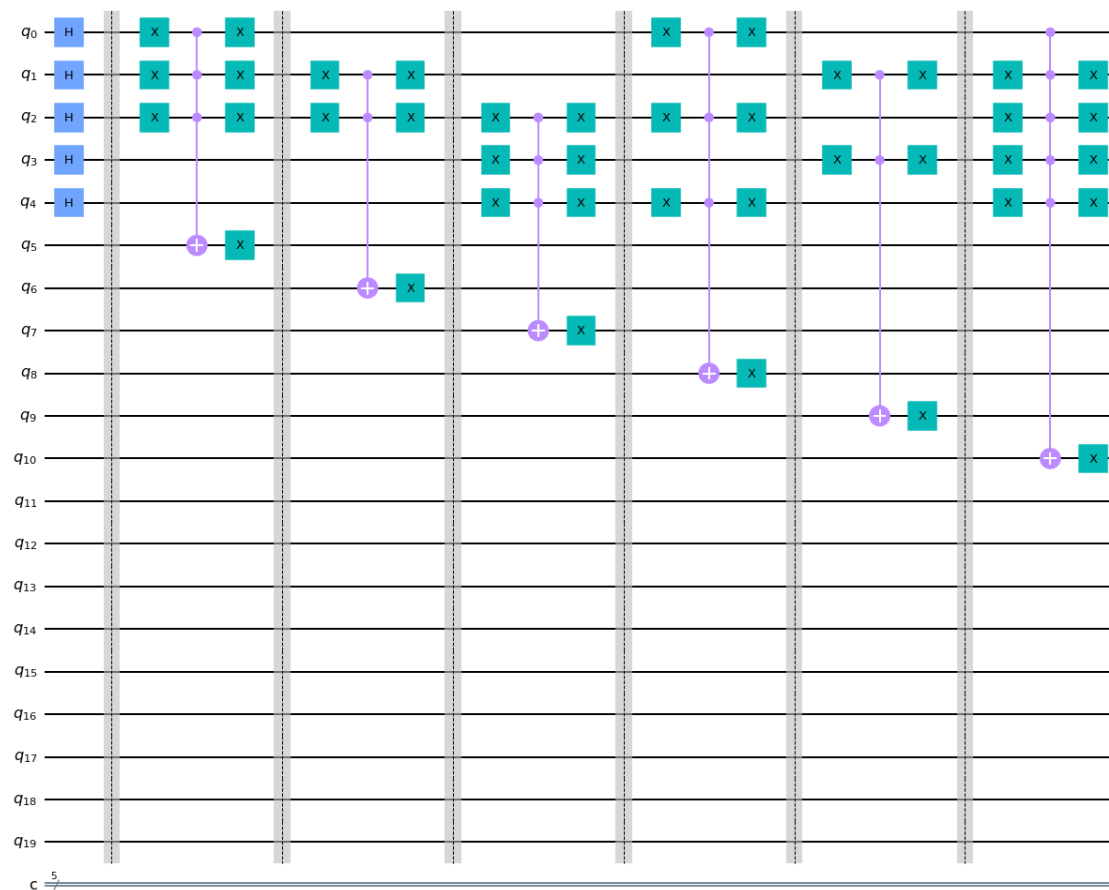 q0 H X X X X
q1 H X X X X X X X X
q2 H X X X X X X X X X X
q3 H X X X X X X
q4 H X X X X X X
q5 X
q6 X
q7 X
q8 X
q9 X
q10 X
q11
q12
q13
q14
q15
q16
q17
q18
q19
c 5